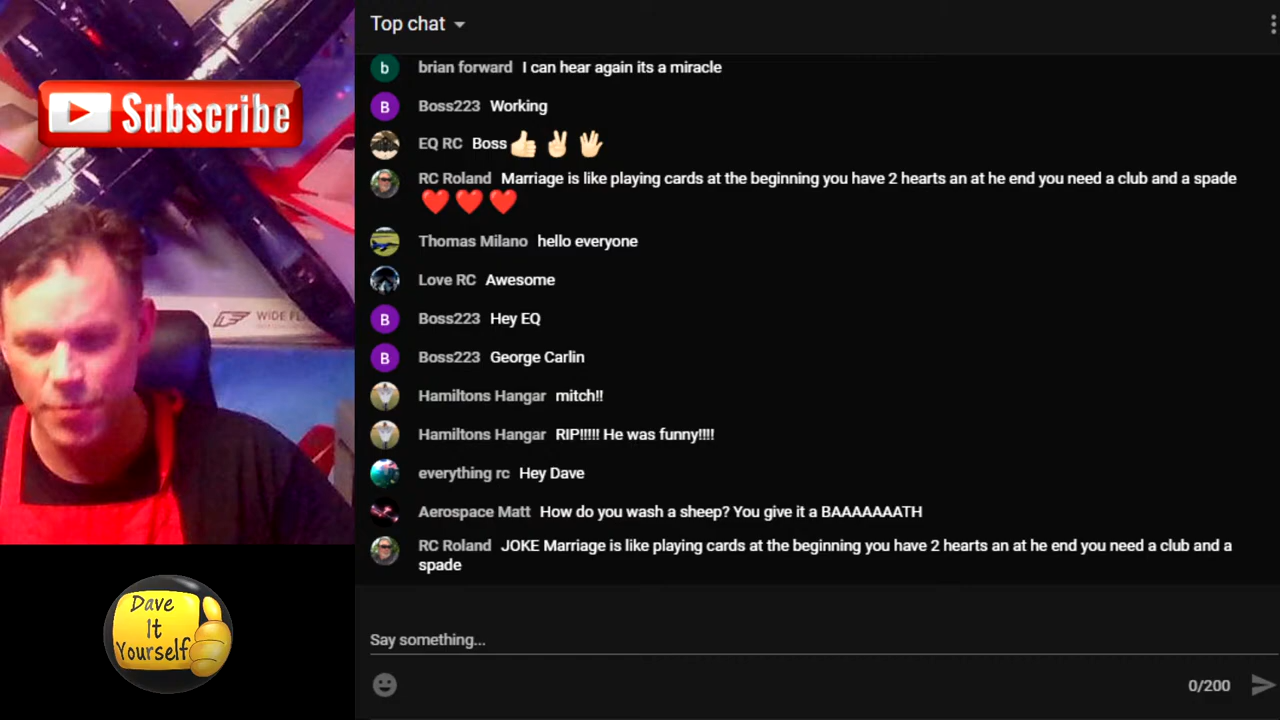 Top chat
Subscribe
brian forward I can hear again its a miracle
Boss223 Working
EQ RC Boss👍✌🖖
RC Roland Marriage is like playing cards at the beginning you have 2 hearts an at he end you need a club and a spade
❤️❤️❤️
Thomas Milano hello everyone
Love RC Awesome
Boss223 Hey EQ
Boss223 George Carlin
Hamiltons Hangar mitch!!
Hamiltons Hangar RIP!!!!! He was funny!!!!
everything rc Hey Dave
Aerospace Matt How do you wash a sheep? You give it a BAAAAAAATH
RC Roland JOKE Marriage is like playing cards at the beginning you have 2 hearts an at he end you need a club and a
spade
Say something...
0/200
WIDE
Dave
It
Yourself